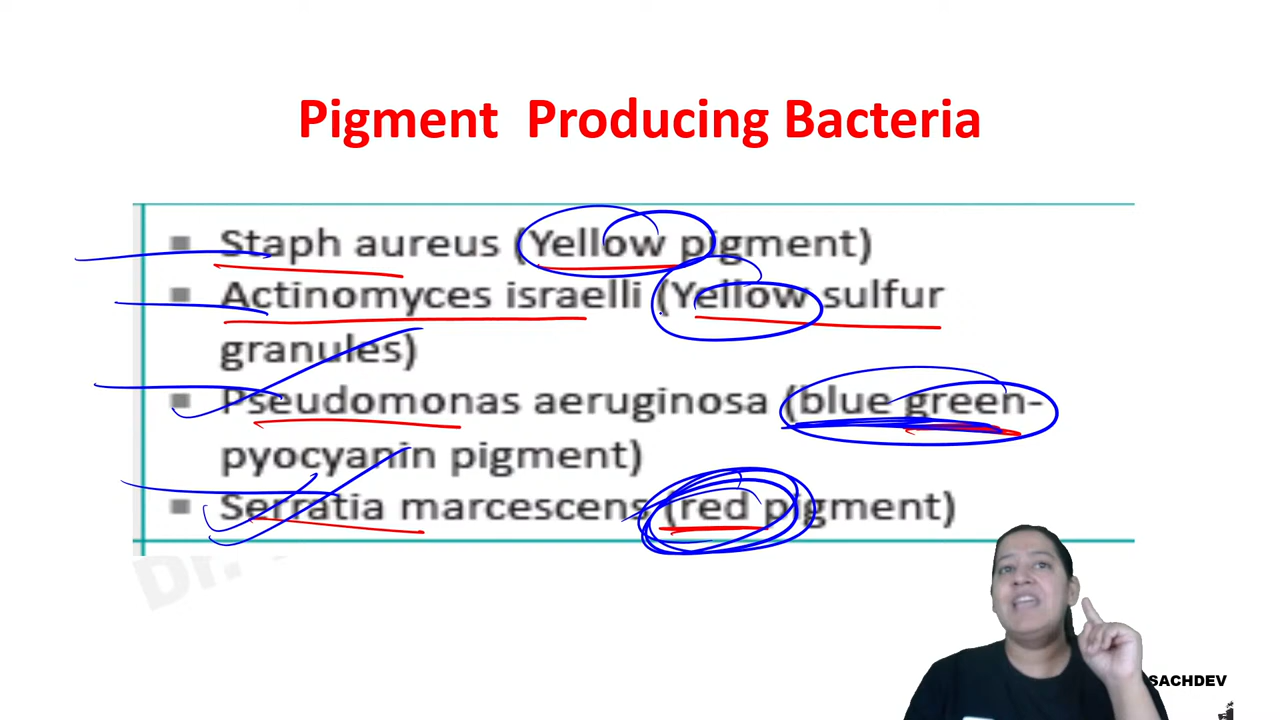 Pigment Producing Bacteria
▪ Staph aureus (Yellow pigment)
▪ Actinomyces israelli (Yellow sulfur
granules)
▪ Pseudomonas aeruginosa (blue green-
pyocyanin pigment)
▪ Serratia marcescens (red pigment)
Dr.
SACHDEV